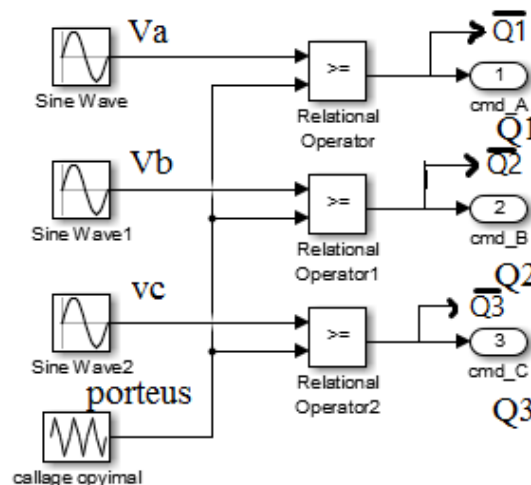 Va
Q1
Sine Wave
>=
Relational
Operator
1
cmd_A
Q1
Vb
Q2
Sine Wave1
>=
Relational
Operator1
2
cmd_B
Q2
vc
Q3
Sine Wave2
>=
Relational
Operator2
3
cmd_C
Q3
porteus
callage opyimal